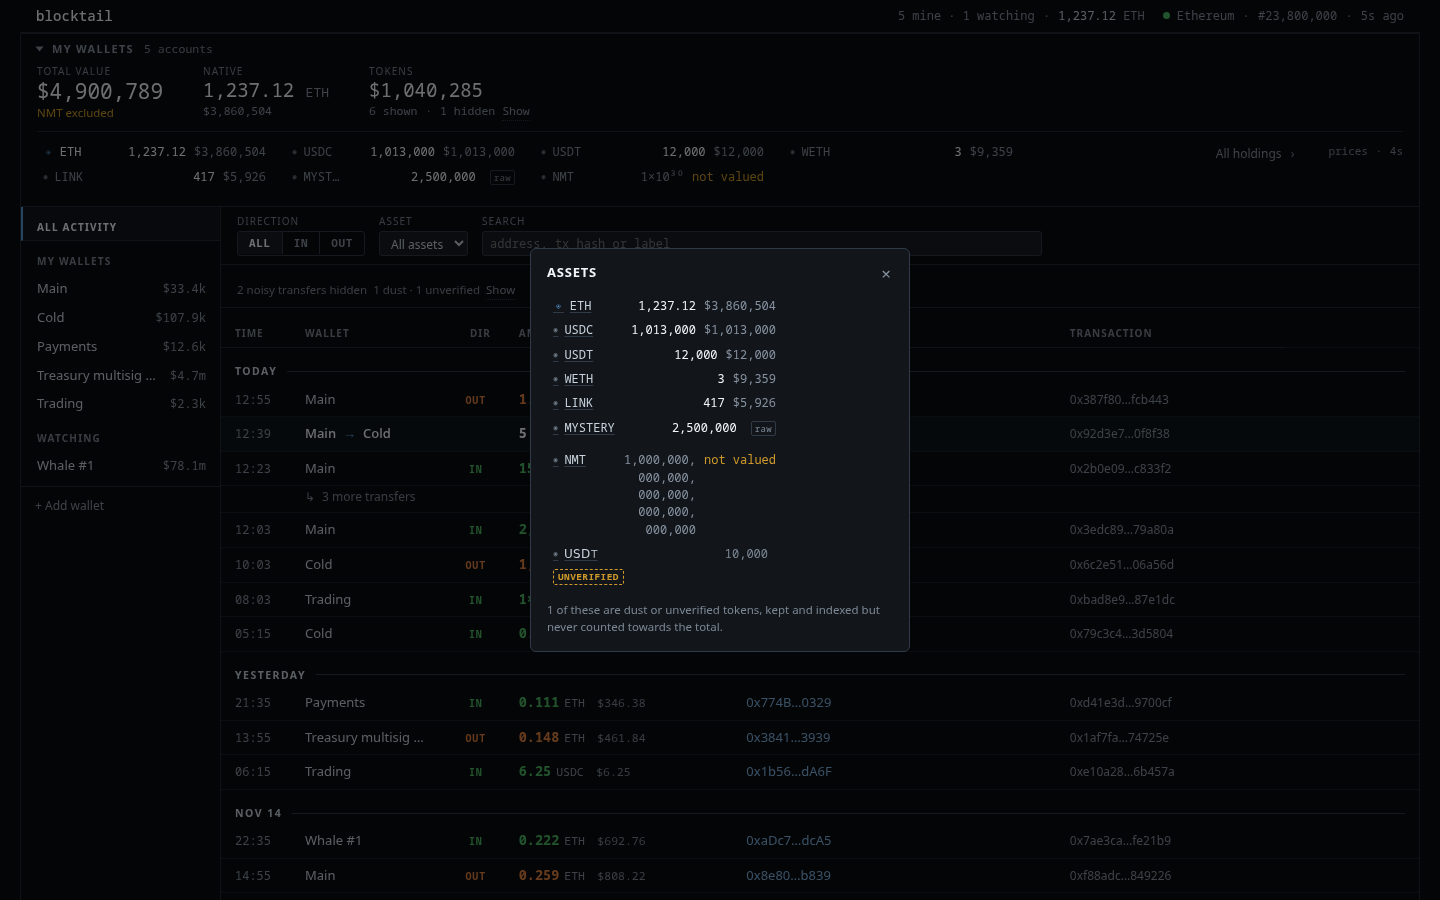 blocktail
5 mine · 1 watching · 1,237.12 ETH Ethereum · #23,800,000 · 5s ago
MY WALLETS 5 accounts
TOTAL VALUE NATIVE TOKENS
$4,900,789 1,237.12 ETH $1,040,285
NMT excluded $3,860,504 6 shown · 1 hidden Show
ETH 1,237.12 $3,860,504 USDC 1,013,000 $1,013,000 USDT 12,000 $12,000 WETH 3 $9,359 All holdings › prices · 4s
LINK 417 $5,926 MYST… 2,500,000 raw NMT 1×10³⁰ not valued
ALL ACTIVITY
MY WALLETS
Main $33.4k
Cold $107.9k
Payments $12.6k
Treasury multisig … $4.7m
Trading $2.3k
WATCHING
Whale #1 $78.1m
+ Add wallet
DIRECTION ASSET SEARCH
ALL IN OUT All assets address, tx hash or label
2 noisy transfers hidden 1 dust · 1 unverified Show
TIME WALLET DIR TRANSACTION
TODAY
12:55 Main OUT 0x387f80…fcb443
12:39 Main → Cold 5 0x92d3e7…0f8f38
12:23 Main IN 0x2b0e09…c833f2
↳ 3 more transfers
12:03 Main IN 0x3edc89…79a80a
10:03 Cold OUT 0x6c2e51…06a56d
08:03 Trading IN 0xbad8e9…87e1dc
05:15 Cold IN 0x79c3c4…3d5804
YESTERDAY
21:35 Payments IN 0.111 ETH $346.38 0x774B…0329 0xd41e3d…9700cf
13:55 Treasury multisig … OUT 0.148 ETH $461.84 0x3841…3939 0x1af7fa…74725e
06:15 Trading IN 6.25 USDC $6.25 0x1b56…dA6F 0xe10a28…6b457a
NOV 14
22:35 Whale #1 IN 0.222 ETH $692.76 0xaDc7…dcA5 0x7ae3ca…fe21b9
14:55 Main OUT 0.259 ETH $808.22 0x8e80…b839 0xf88adc…849226
ASSETS ×
ETH 1,237.12 $3,860,504
USDC 1,013,000 $1,013,000
USDT 12,000 $12,000
WETH 3 $9,359
LINK 417 $5,926
MYSTERY 2,500,000 raw
NMT 1,000,000, not valued
000,000,
000,000,
000,000,
000,000
USDT 10,000
UNVERIFIED
1 of these are dust or unverified tokens, kept and indexed but
never counted towards the total.